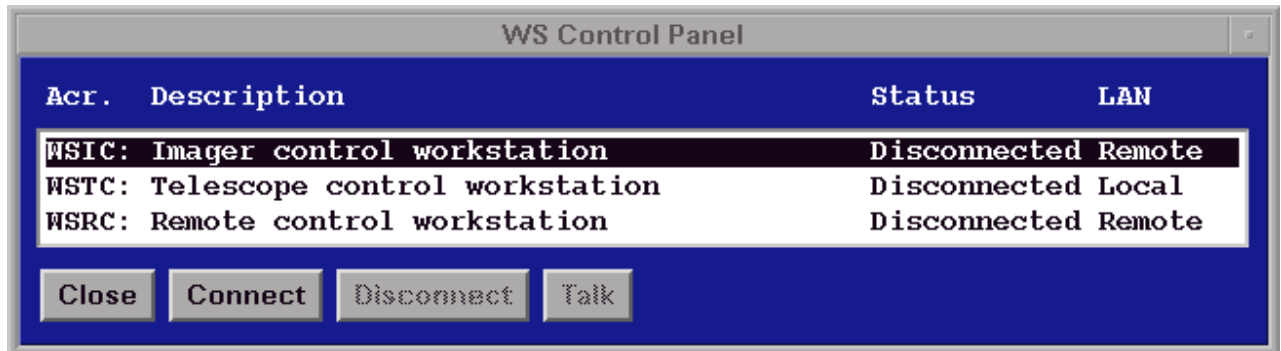 WS Control Panel
Acr. Description Status LAN
WSIC: Imager control workstation Disconnected Remote
WSTC: Telescope control workstation Disconnected Local
WSRC: Remote control workstation Disconnected Remote
Close Connect Disconnect Talk